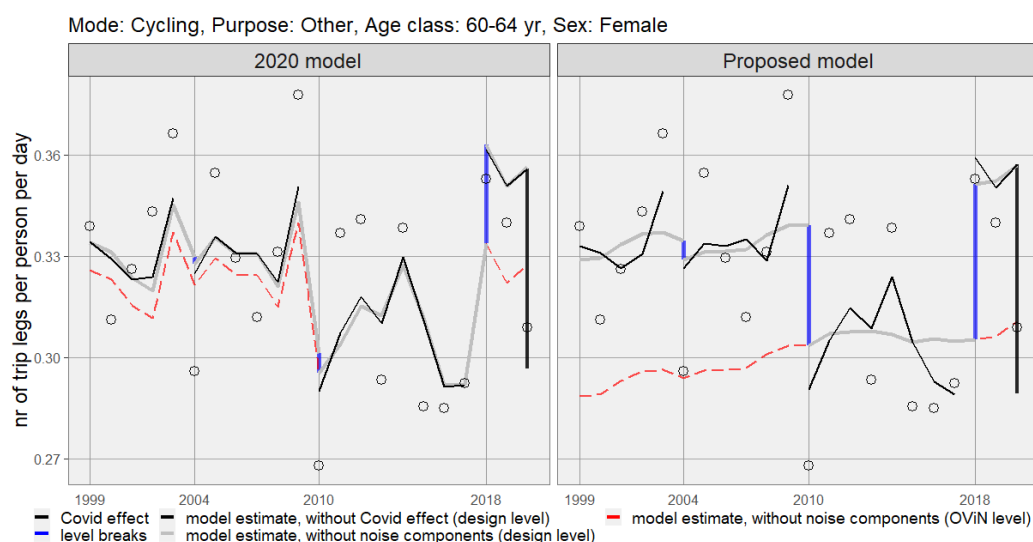 Mode: Cycling, Purpose: Other, Age class: 60-64 yr, Sex: Female
2020 model
Proposed model
nr of trip legs per person per day
0.36
0.33
0.30
0.27
1999 2004 2010 2018
1999 2004 2010 2018
Covid effect model estimate, without Covid effect (design level) model estimate, without noise components (OViN level)
level breaks model estimate, without noise components (design level)